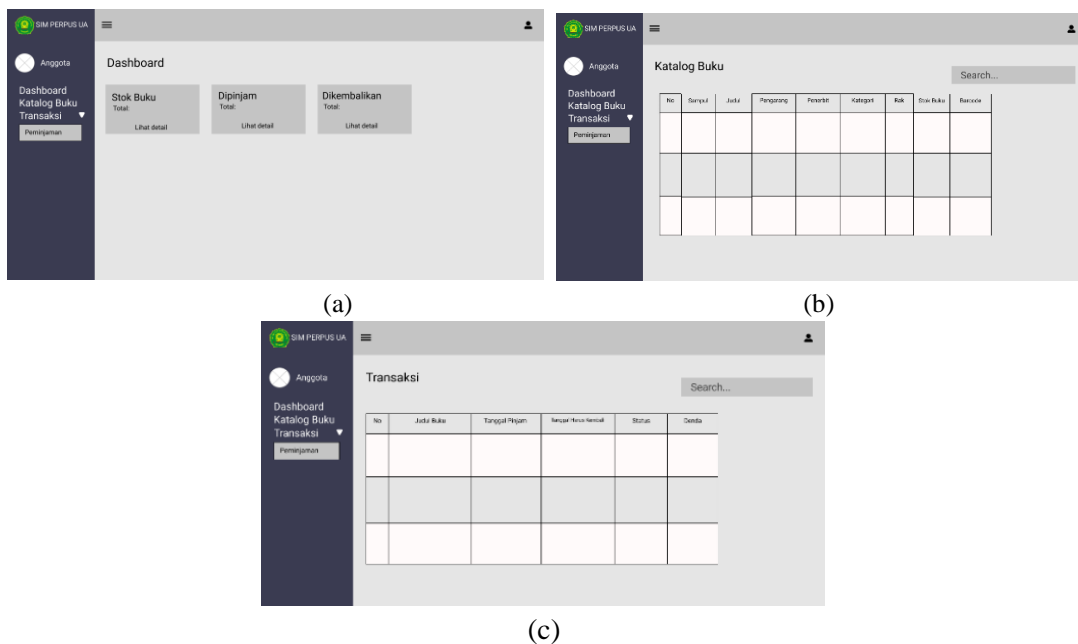 SIM PERPUS UA
Anggota
Dashboard
Katalog Buku
Transaksi
Peminjaman
Dashboard
Stok Buku
Total:
Lihat detail
Dipinjam
Total:
Lihat detail
Dikembalikan
Total:
Lihat detail
(a)
SIM PERPUS UA
Anggota
Dashboard
Katalog Buku
Transaksi
Peminjaman
Katalog Buku
Search...
No Sampul Judul Pengarang Penerbit Kategori Rak Stok Buku Barcode
(b)
SIM PERPUS UA
Anggota
Dashboard
Katalog Buku
Transaksi
Peminjaman
Transaksi
Search...
No Judul Buku Tanggal Pinjam Tanggal Harus Kembali Status Denda
(c)